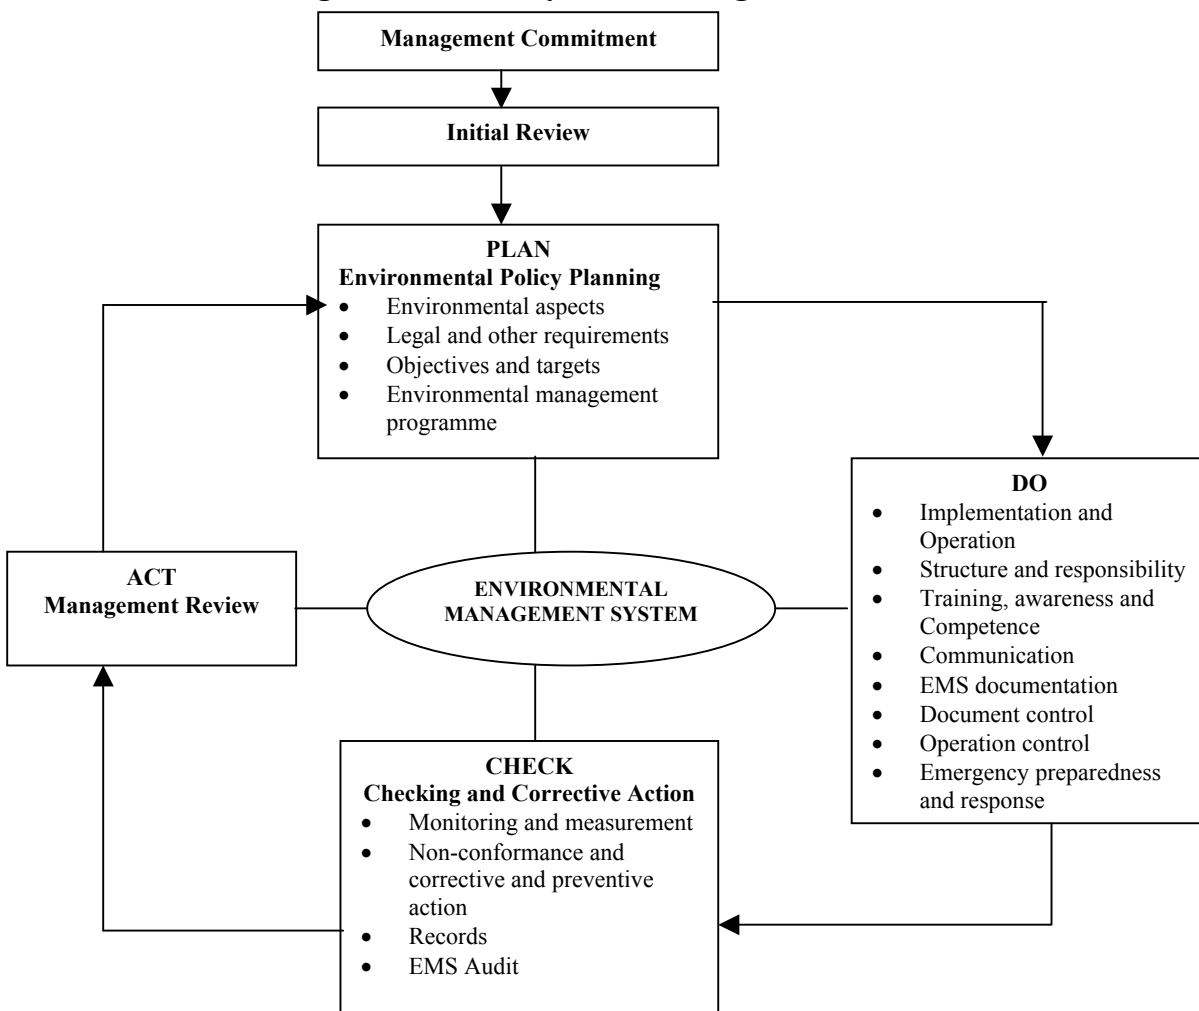 Management Commitment
Initial Review
PLAN
Environmental Policy Planning
• Environmental aspects
• Legal and other requirements
• Objectives and targets
• Environmental management
programme
DO
• Implementation and
Operation
• Structure and responsibility
• Training, awareness and
Competence
• Communication
• EMS documentation
• Document control
• Operation control
• Emergency preparedness
and response
ACT
Management Review
ENVIRONMENTAL
MANAGEMENT SYSTEM
CHECK
Checking and Corrective Action
• Monitoring and measurement
• Non-conformance and
corrective and preventive
action
• Records
• EMS Audit